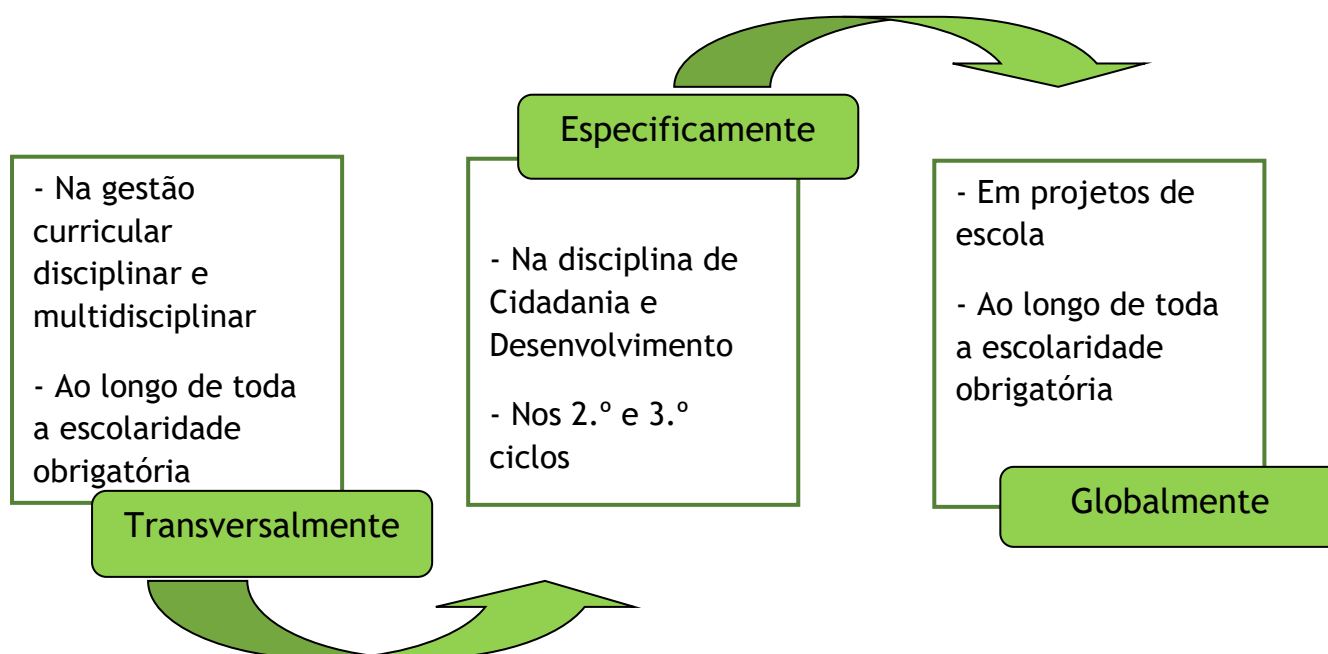 - Na gestão
curricular
disciplinar e
multidisciplinar
- Ao longo de toda
a escolaridade
obrigatória
Transversalmente
Especificamente
- Na disciplina de
Cidadania e
Desenvolvimento
- Nos 2.º e 3.º
ciclos
- Em projetos de
escola
- Ao longo de toda
a escolaridade
obrigatória
Globalmente